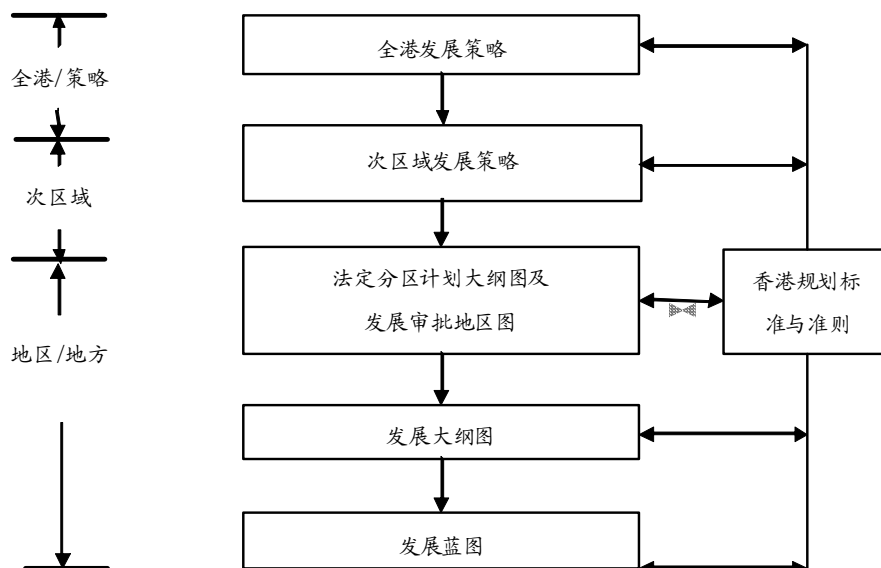 全港发展策略
全港/策略
次区域发展策略
次区域
法定分区计划大纲图及
发展审批地区图
香港规划标
准与准则
地区/地方
发展大纲图
发展蓝图